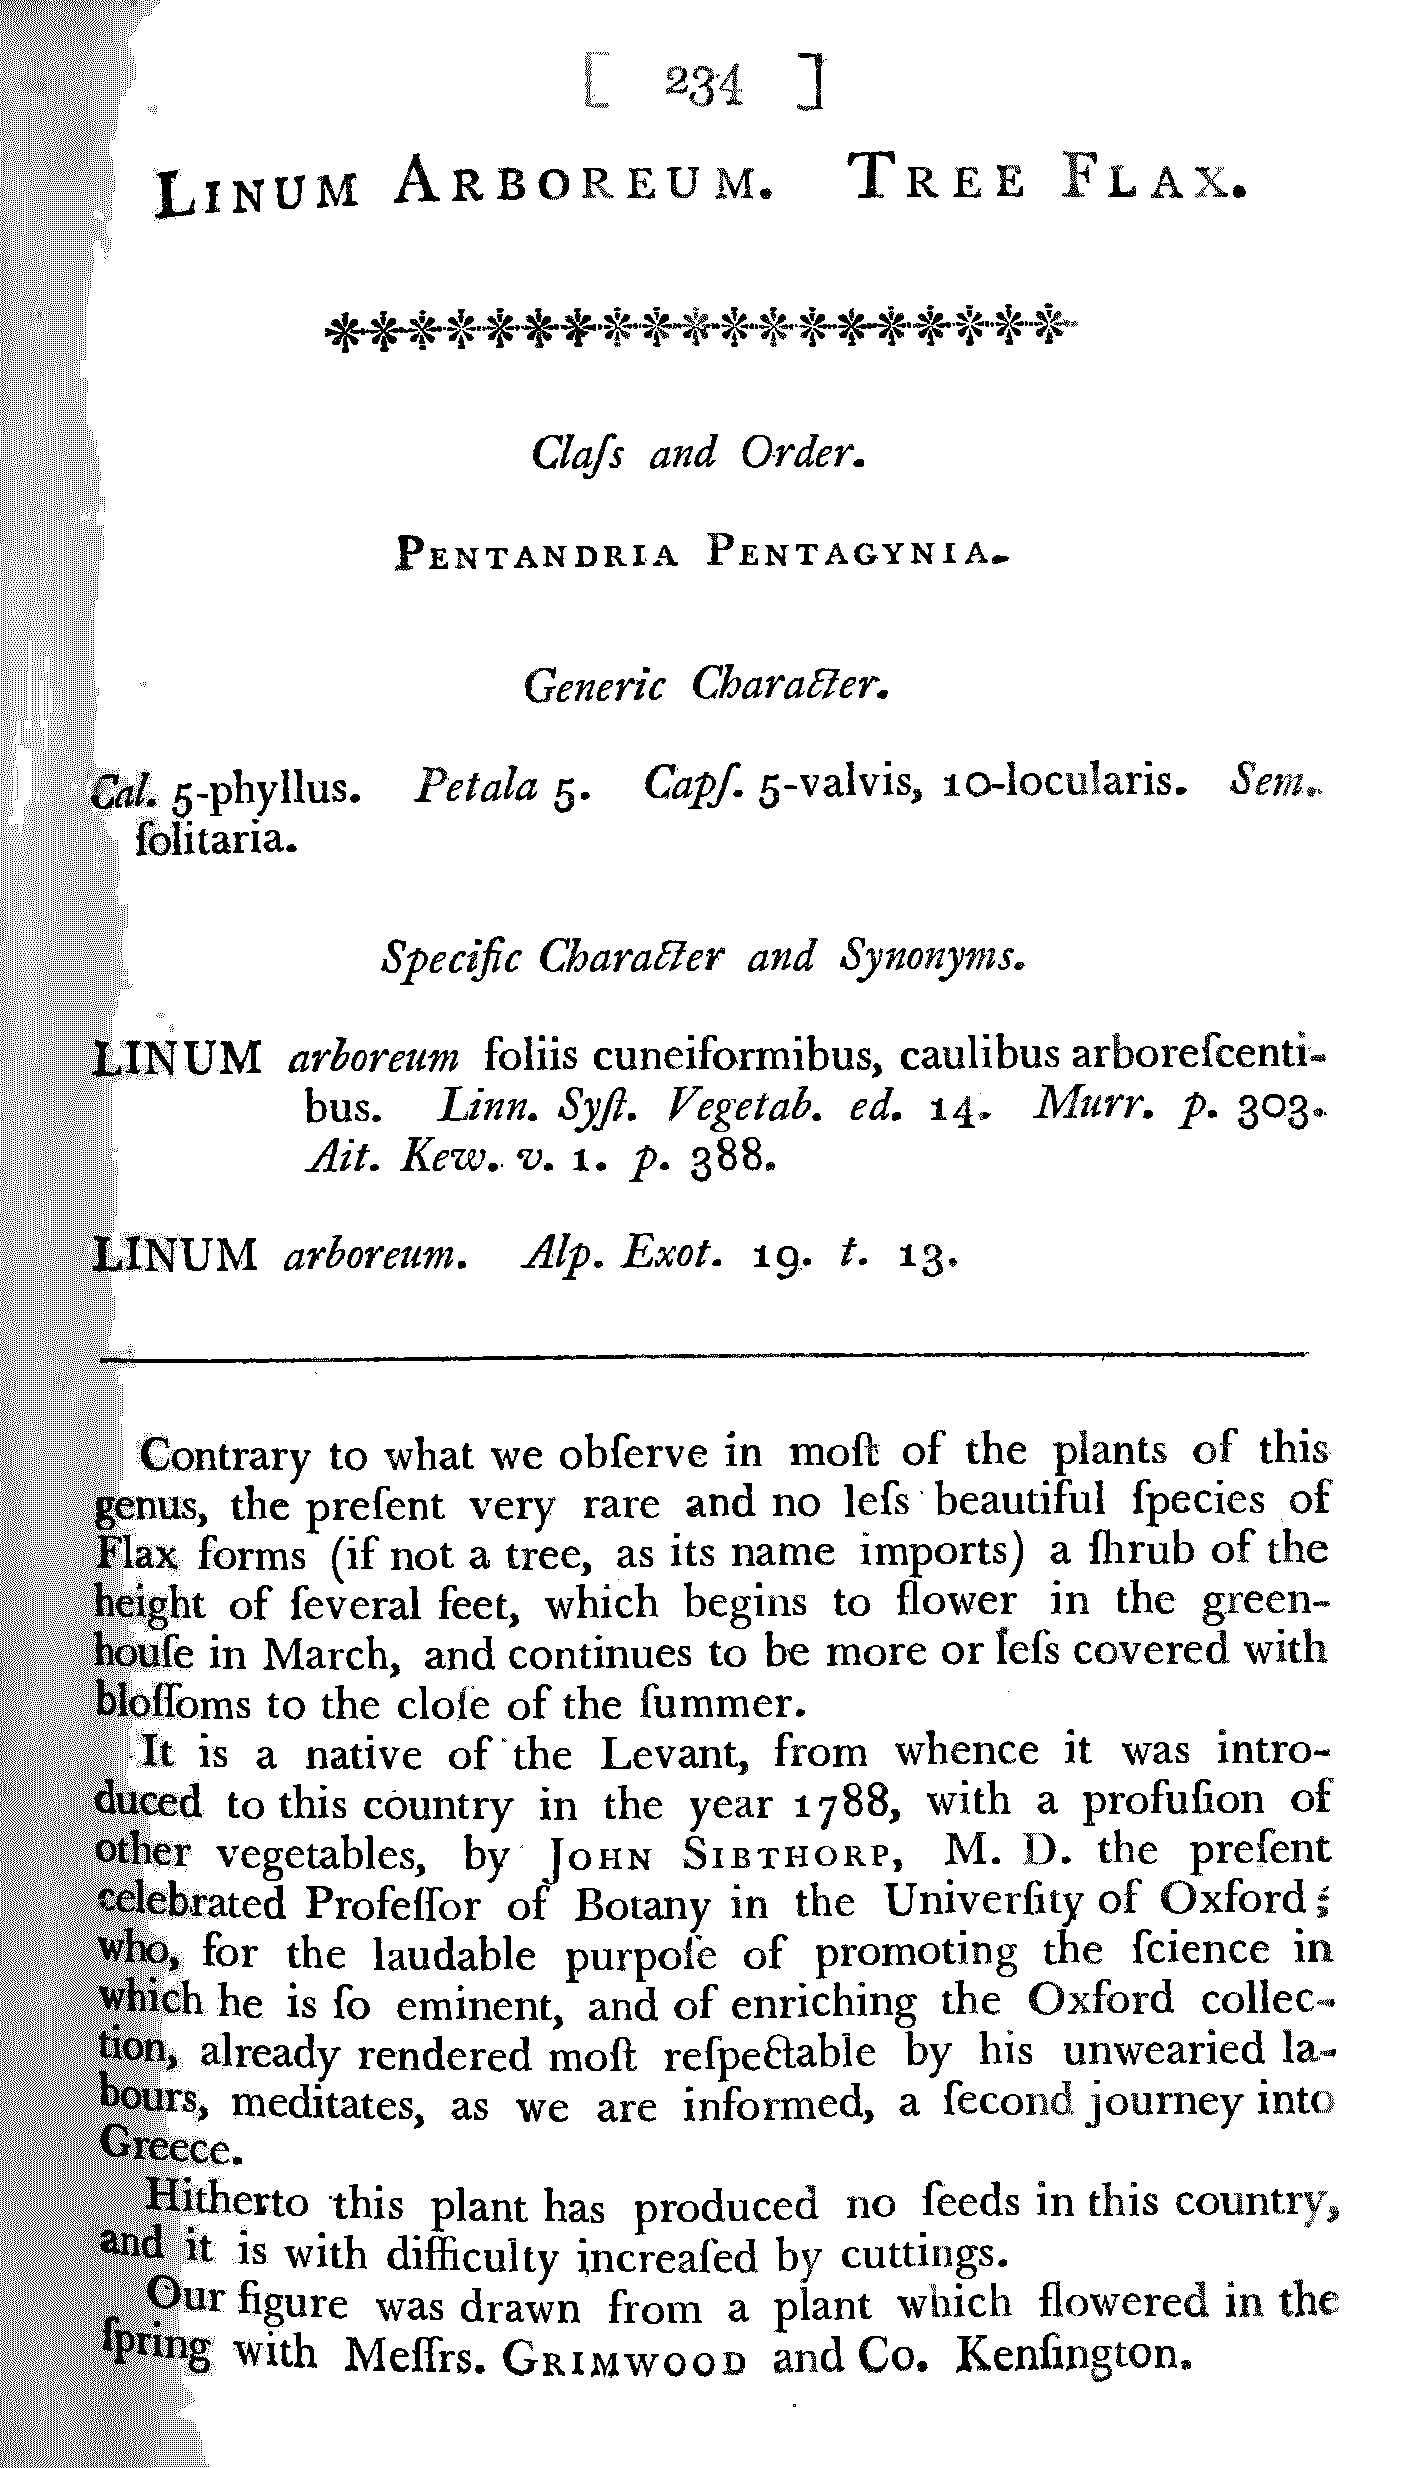 [ 234 ]
LINUM ARBOREUM. TREE FLAX.
Claſs and Order.
PENTANDRIA PENTAGYNIA.
Generic Character.
Cal. 5-phyllus. Petala 5. Capſ. 5-valvis, 10-locularis. Sem.
ſolitaria.
Specific Character and Synonyms.
LINUM arboreum foliis cuneiformibus, caulibus arboreſcenti-
bus. Linn. Syſt. Vegetab. ed. 14. Murr. p. 303.
Ait. Kew. v. 1. p. 388.
LINUM arboreum. Alp. Exot. 19. t. 13.
Contrary to what we obſerve in moſt of the plants of this
genus, the preſent very rare and no leſs beautiful ſpecies of
Flax forms (if not a tree, as its name imports) a ſhrub of the
height of ſeveral feet, which begins to flower in the green-
houſe in March, and continues to be more or leſs covered with
bloſſoms to the cloſe of the ſummer.
It is a native of the Levant, from whence it was intro-
duced to this country in the year 1788, with a profuſion of
other vegetables, by JOHN SIBTHORP, M. D. the preſent
celebrated Profeſſor of Botany in the Univerſity of Oxford;
who, for the laudable purpoſe of promoting the ſcience in
which he is ſo eminent, and of enriching the Oxford collec-
tion, already rendered moſt reſpectable by his unwearied la-
bours, meditates, as we are informed, a ſecond journey into
Greece.
Hitherto this plant has produced no ſeeds in this country,
and it is with difficulty increaſed by cuttings.
Our figure was drawn from a plant which flowered in the
ſpring with Meſſrs. GRIMWOOD and Co. Kenſington.